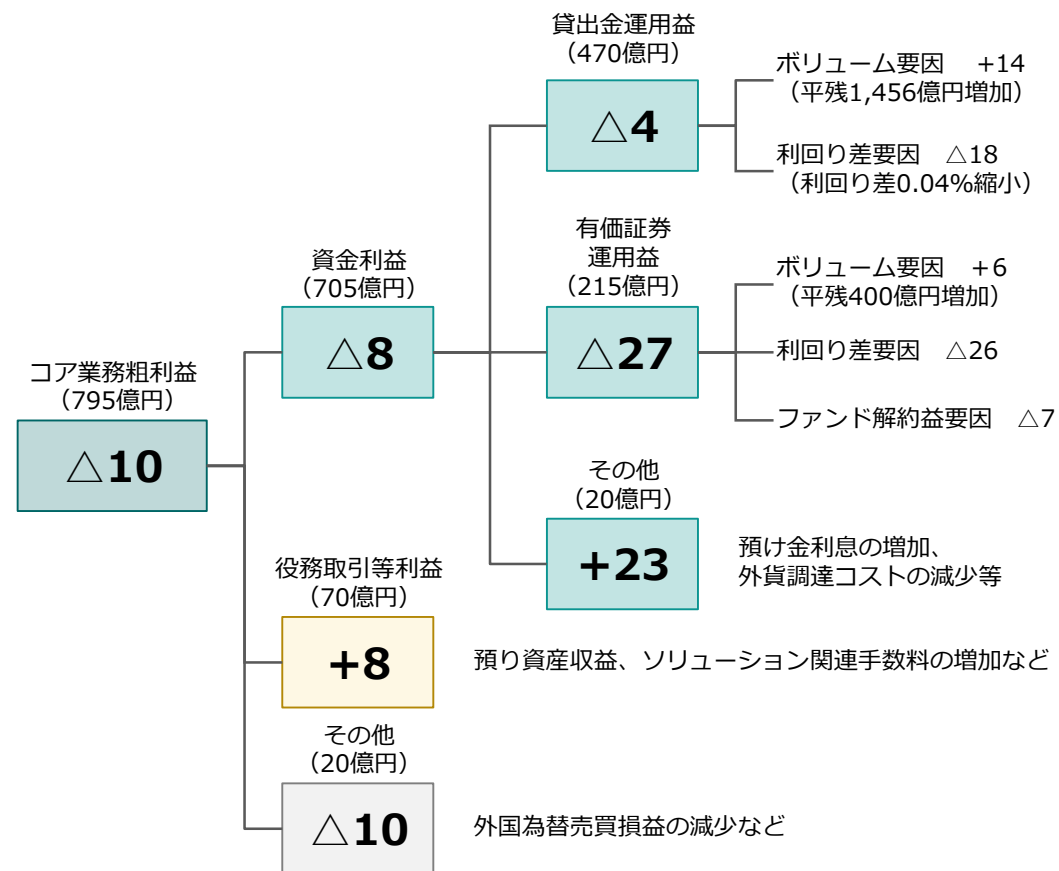 貸出金運用益
（470億円）
△4
ボリューム要因　+14
（平残1,456億円増加）
利回り差要因　△18
（利回り差0.04%縮小）
資金利益
（705億円）
△8
有価証券
運用益
（215億円）
△27
ボリューム要因　+6
（平残400億円増加）
利回り差要因　△26
ファンド解約益要因　△7
コア業務粗利益
（795億円）
△10
その他
（20億円）
+23
預け金利息の増加、
外貨調達コストの減少等
役務取引等利益
（70億円）
+8
預り資産収益、ソリューション関連手数料の増加など
その他
（20億円）
△10
外国為替売買損益の減少など